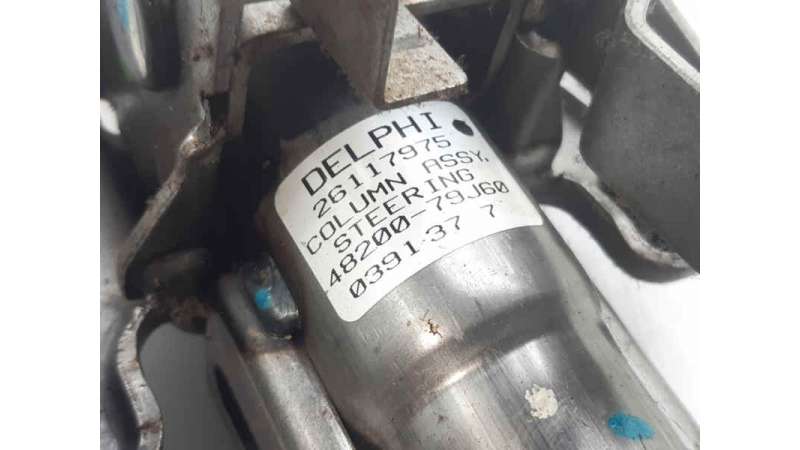 DELPHI
26117975
COLUMN ASSY,
STEERING
48200-79J60
0391-37 7